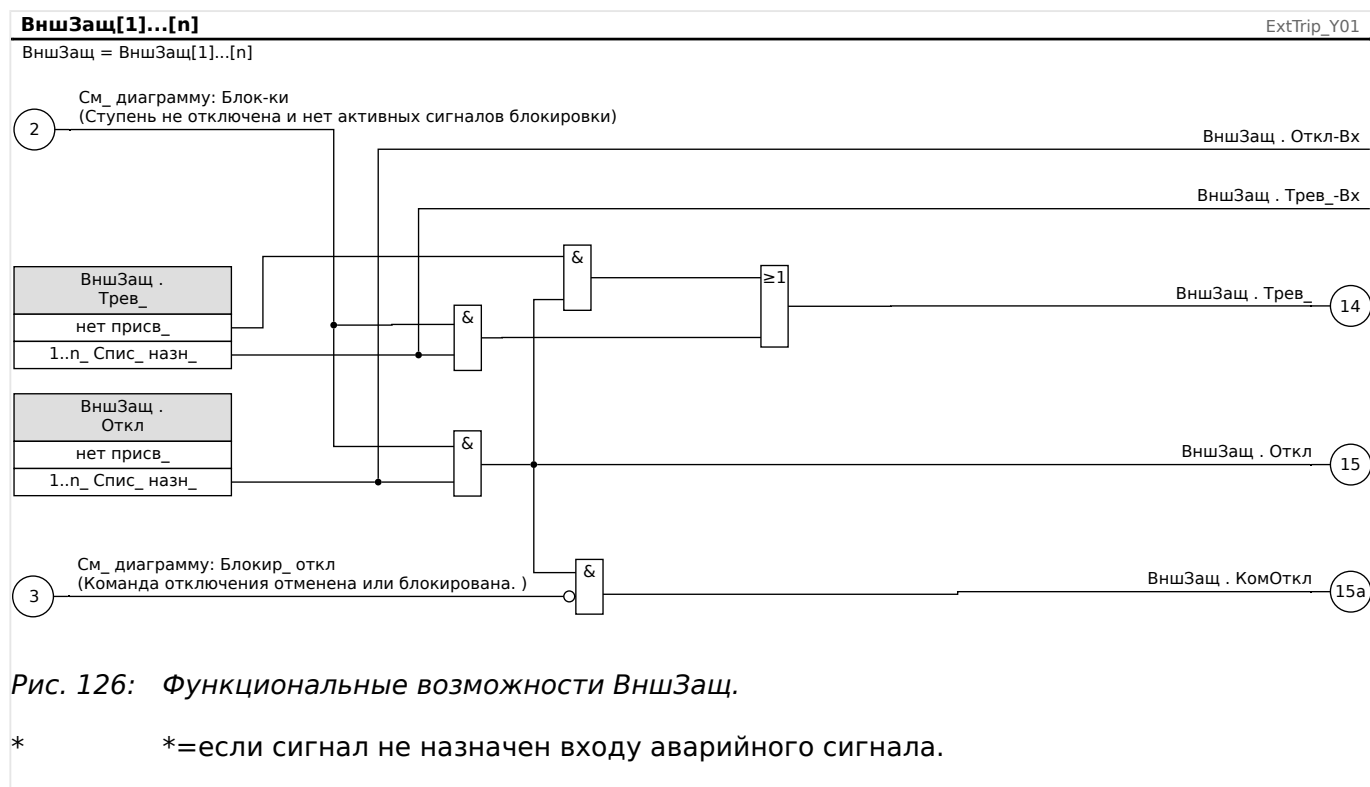 ВншЗащ[1]...[n]
ExtTrip_Y01
ВншЗащ = ВншЗащ[1]...[n]
См_ диаграмму: Блок-ки
(Ступень не отключена и нет активных сигналов блокировки)
2
ВншЗащ . Откл-Вх
ВншЗащ . Трев_-Вх
&
ВншЗащ .
Трев_
нет присв_
1..n_ Спис_ назн_
&
≥1
ВншЗащ . Трев_
14
ВншЗащ .
Откл
нет присв_
1..n_ Спис_ назн_
&
ВншЗащ . Откл
15
См_ диаграмму: Блокир_ откл
(Команда отключения отменена или блокирована. )
3
&
ВншЗащ . КомОткл
15a
Рис. 126: Функциональные возможности ВншЗащ.
* *=если сигнал не назначен входу аварийного сигнала.